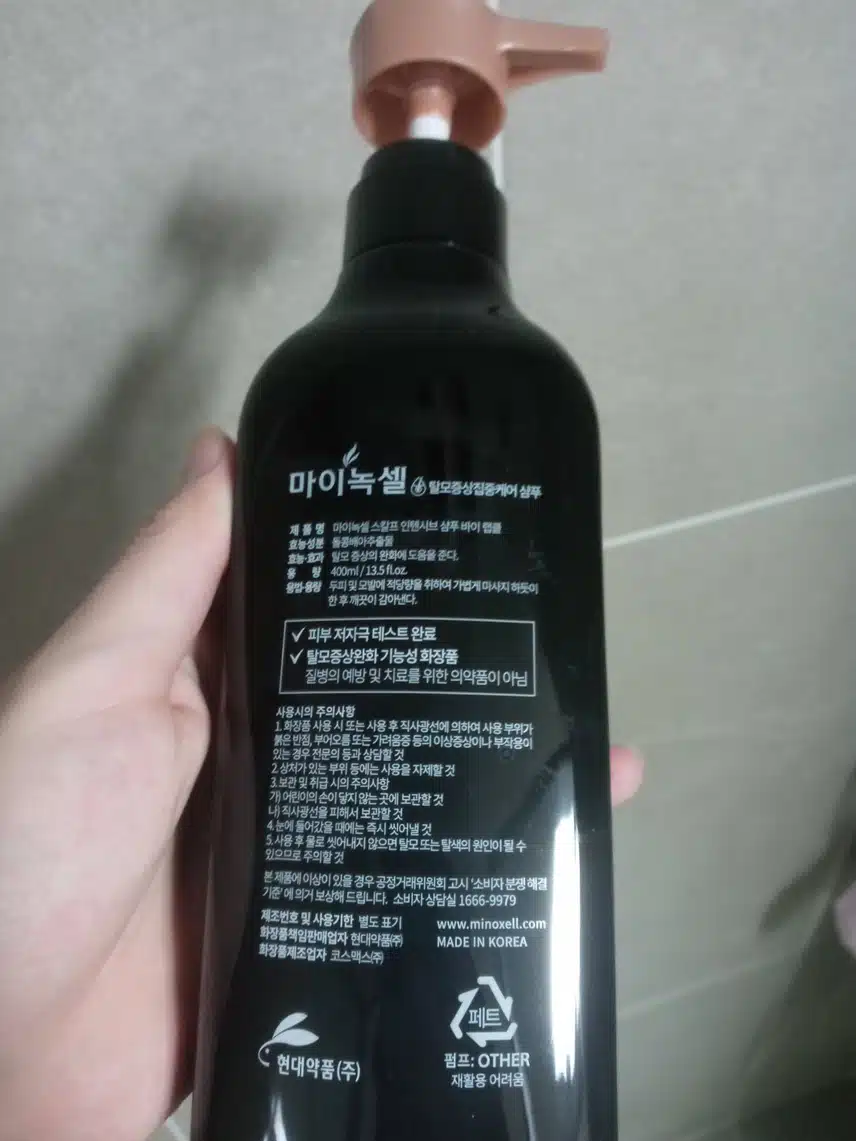 마이녹셀 탈모증상집중케어 샴푸
제 품 명 마이녹셀 스칼프 인텐시브 샴푸 바이 랩클
효능성분 돌콩배아추출물
효능·효과 탈모 증상의 완화에 도움을 준다.
용 량 400ml / 13.5 fl.oz.
용법·용량 두피 및 모발에 적당량을 취하여 가볍게 마사지 하듯이
한 후 깨끗이 감아낸다.
✓ 피부 저자극 테스트 완료
✓ 탈모증상완화 기능성 화장품
질병의 예방 및 치료를 위한 의약품이 아님
사용시의 주의사항
1. 화장품 사용 시 또는 사용 후 직사광선에 의하여 사용 부위가
붉은 반점, 부어오름 또는 가려움증 등의 이상증상이나 부작용이
있는 경우 전문의 등과 상담할 것
2. 상처가 있는 부위 등에는 사용을 자제할 것
3. 보관 및 취급 시의 주의사항
가) 어린이의 손이 닿지 않는 곳에 보관할 것
나) 직사광선을 피해서 보관할 것
4. 눈에 들어갔을 때에는 즉시 씻어낼 것
5. 사용 후 물로 씻어내지 않으면 탈모 또는 탈색의 원인이 될 수
있으므로 주의할 것
본 제품에 이상이 있을 경우 공정거래위원회 고시 '소비자 분쟁 해결
기준' 에 의거 보상해 드립니다. 소비자 상담실 1666-9979
제조번호 및 사용기한 별도 표기
화장품책임판매업자 현대약품㈜
화장품제조업자 코스맥스㈜
www.minoxell.com
MADE IN KOREA
현대약품(주)
페트
펌프: OTHER
재활용 어려움